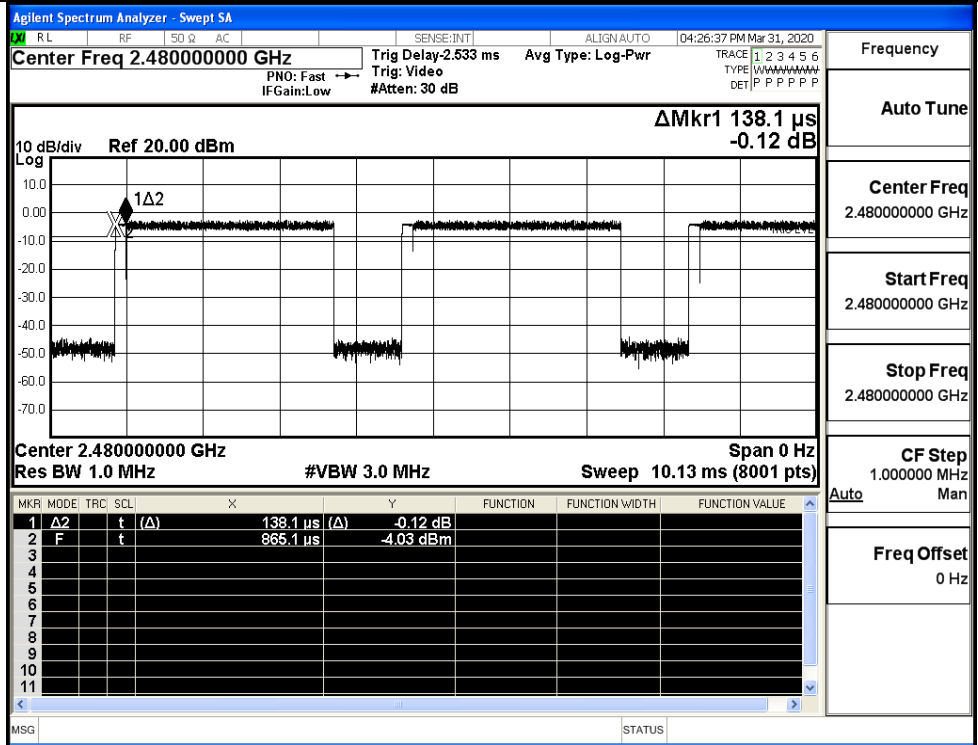 Agilent Spectrum Analyzer - Swept SA
LXI RL RF 50 Ω AC SENSE:INT ALIGN AUTO 04:26:37 PM Mar 31, 2020
Center Freq 2.480000000 GHz
PNO: Fast
IFGain:Low
Trig Delay-2.533 ms
Trig: Video
#Atten: 30 dB
Avg Type: Log-Pwr
TRACE 1 2 3 4 5 6
TYPE WWWWWW
DET P P P P P P
ΔMkr1 138.1 µs
-0.12 dB
10 dB/div Ref 20.00 dBm
Log
10.0
1Δ2
0.00
-10.0
-20.0
-30.0
-40.0
-50.0
-60.0
-70.0
Center 2.480000000 GHz Span 0 Hz
Res BW 1.0 MHz #VBW 3.0 MHz Sweep 10.13 ms (8001 pts)
MKR MODE TRC SCL X Y FUNCTION FUNCTION WIDTH FUNCTION VALUE
1 Δ2 t (Δ) 138.1 µs (Δ) -0.12 dB
2 F t 865.1 µs -4.03 dBm
3
4
5
6
7
8
9
10
11
MSG STATUS
Frequency
Auto Tune
Center Freq
2.480000000 GHz
Start Freq
2.480000000 GHz
Stop Freq
2.480000000 GHz
CF Step
1.000000 MHz
Auto Man
Freq Offset
0 Hz